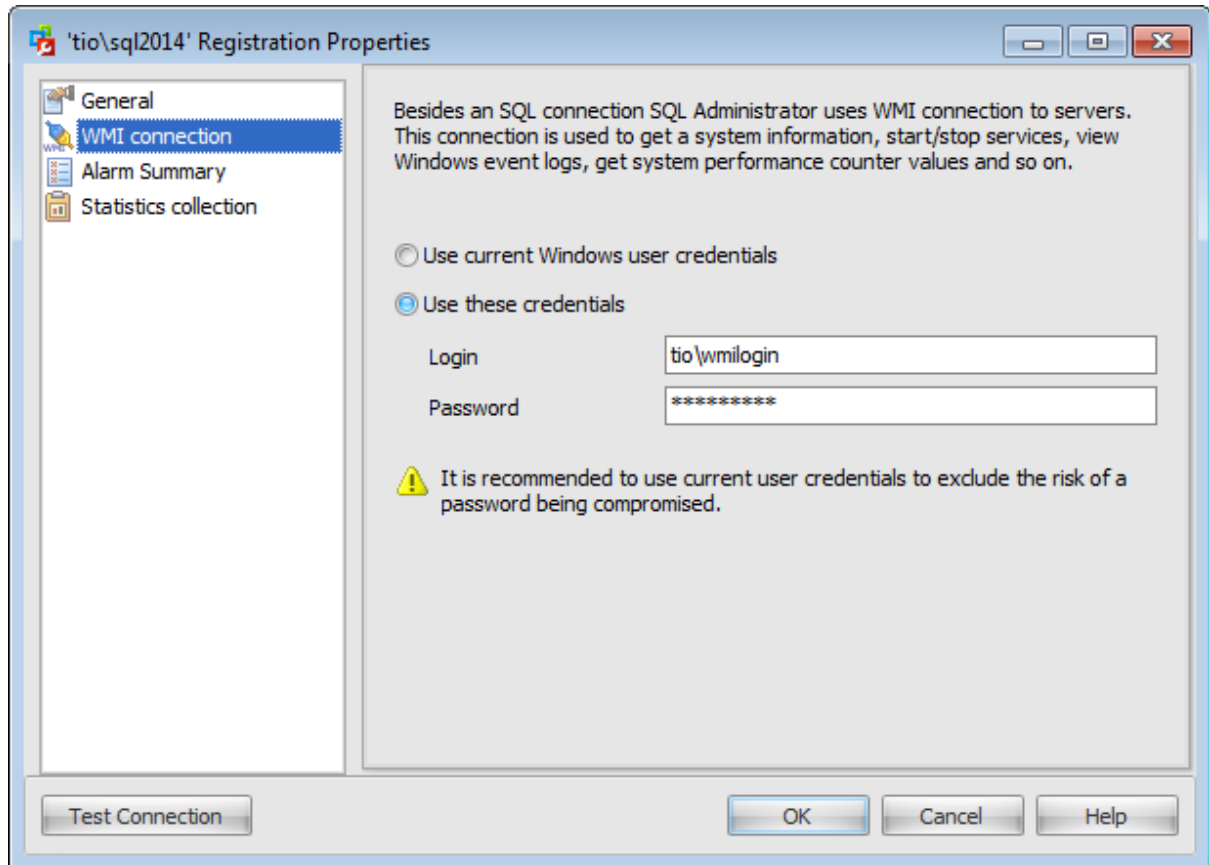 'tio\sql2014' Registration Properties
General
WMI connection
Alarm Summary
Statistics collection
Besides an SQL connection SQL Administrator uses WMI connection to servers.
This connection is used to get a system information, start/stop services, view
Windows event logs, get system performance counter values and so on.
Use current Windows user credentials
Use these credentials
Login
tio\wmilogin
Password
*********
It is recommended to use current user credentials to exclude the risk of a
password being compromised.
Test Connection
OK
Cancel
Help